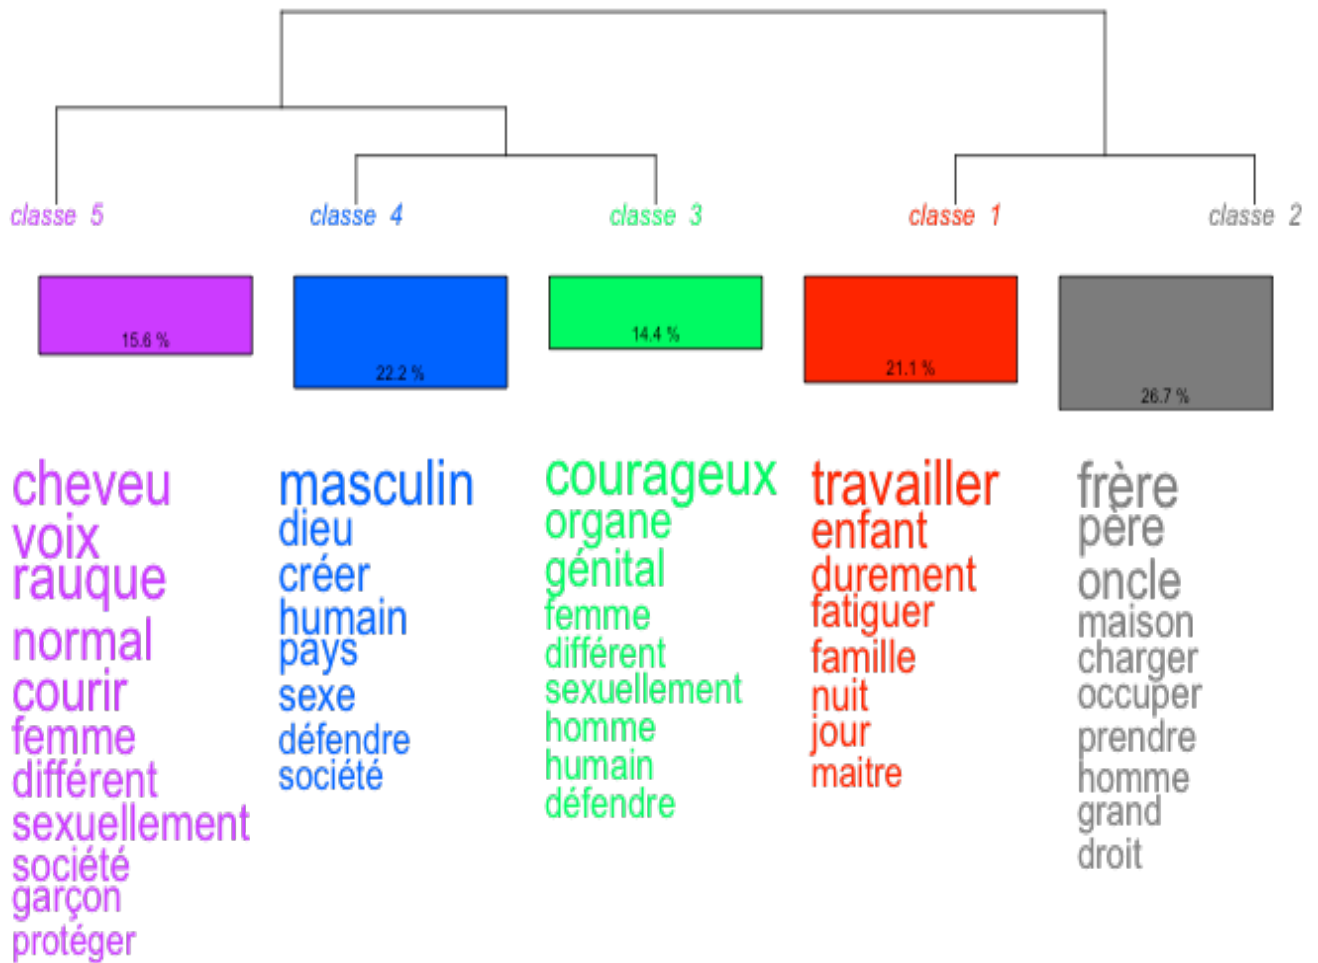 classe 5
classe 4
classe 3
classe 1
classe 2
15.6 %
22.2 %
14.4 %
21.1 %
26.7 %
cheveu
voix
rauque
normal
courir
femme
différent
sexuellement
société
garçon
protéger
masculin
dieu
créer
humain
pays
sexe
défendre
société
courageux
organe
génital
femme
différent
sexuellement
homme
humain
défendre
travailler
enfant
durement
fatiguer
famille
nuit
jour
maitre
frère
père
oncle
maison
charger
occuper
prendre
homme
grand
droit